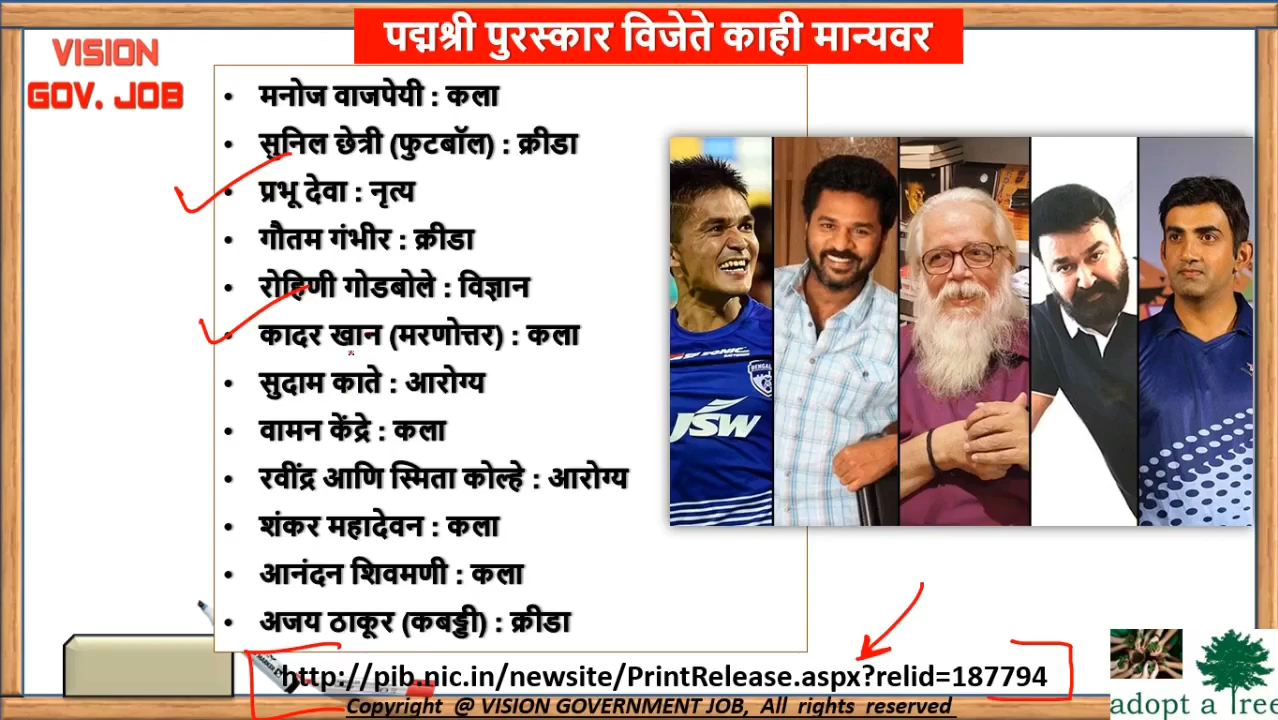 पद्मश्री पुरस्कार विजेते काही मान्यवर
VISION
GOV. JOB
• मनोज वाजपेयी : कला
• सुनिल छेत्री (फुटबॉल) : क्रीडा
• प्रभू देवा : नृत्य
• गौतम गंभीर : क्रीडा
• रोहिणी गोडबोले : विज्ञान
• कादर खान (मरणोत्तर) : कला
• सुदाम काते : आरोग्य
• वामन केंद्रे : कला
• रवींद्र आणि स्मिता कोल्हे : आरोग्य
• शंकर महादेवन : कला
• आनंदन शिवमणी : कला
• अजय ठाकूर (कबड्डी) : क्रीडा
JSW
http://pib.nic.in/newsite/PrintRelease.aspx?relid=187794
Copyright @ VISION GOVERNMENT JOB, All rights reserved
adopt a Tree